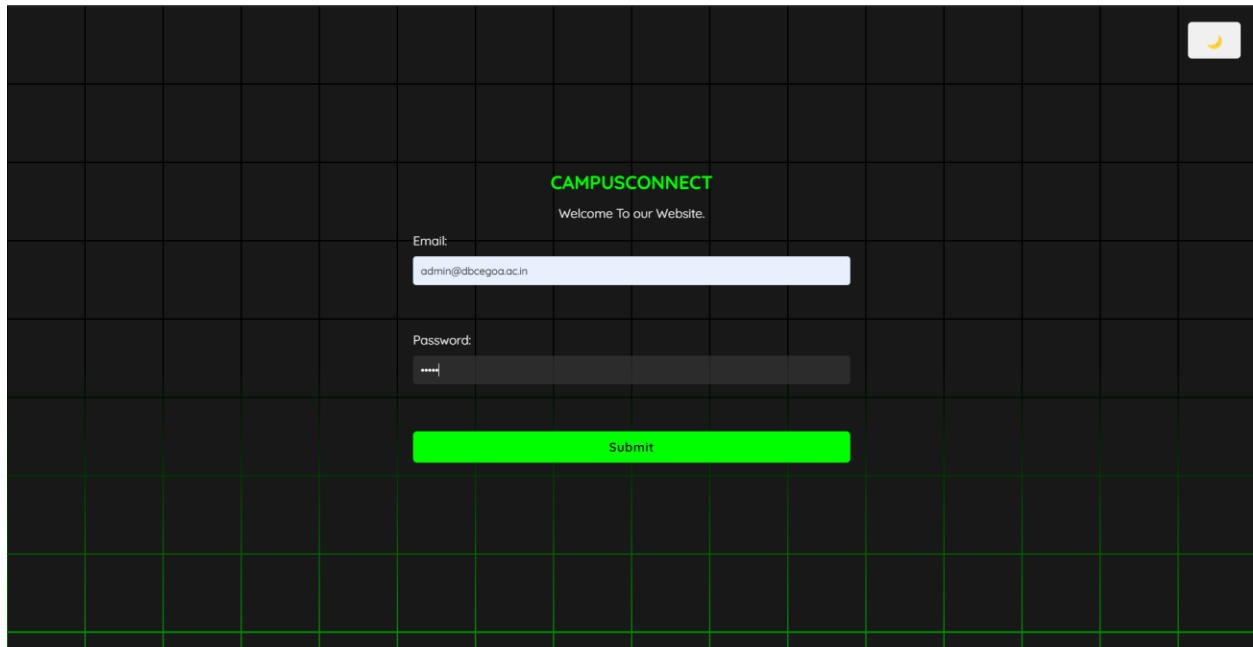 CAMPUSCONNECT
Welcome To our Website.
Email:
admin@dbcegoa.ac.in
Password:
•••••
Submit